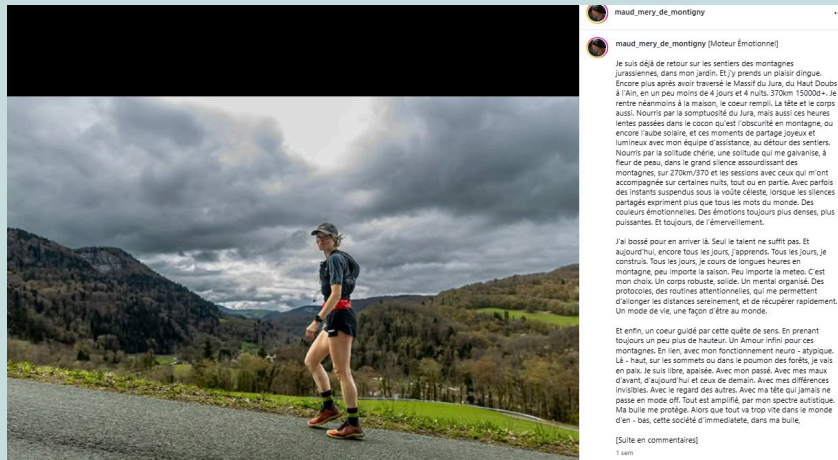 maud_mery_de_montigny
maud_mery_de_montigny [Moteur Émotionnel]
Je suis déjà de retour sur les sentiers des montagnes
jurassiennes, dans mon jardin. Et j'y prends un plaisir dingue.
Encore plus après avoir traversé le Massif du Jura, du Haut Doubs
à l'Ain, en un peu moins de 4 jours et 4 nuits. 370km 15000d+. Je
rentre néanmoins à la maison, le coeur rempli. La tête et le corps
aussi. Nourris par la somptuosité du Jura, mais aussi ces heures
lentes passées dans le cocon qu'est l'obscurité en montagne, ou
encore l'aube solaire, et ces moments de partage joyeux et
lumineux avec mon équipe d'assistance, au détour des sentiers.
Nourris par la solitude chérie, une solitude qui me galvanise, à
fleur de peau, dans le grand silence assourdissant des
montagnes, sur 270km/370 et les sessions avec ceux qui m'ont
accompagnée sur certaines nuits, tout ou en partie. Avec parfois
des instants suspendus sous la voûte céleste, lorsque les silences
partagés expriment plus que tous les mots du monde. Des
couleurs émotionnelles. Des émotions toujours plus denses, plus
puissantes. Et toujours, de l'émerveillement.
J'ai bossé pour en arriver là. Seul le talent ne suffit pas. Et
aujourd'hui, encore tous les jours, j'apprends. Tous les jours, je
construis. Tous les jours, je cours de longues heures en
montagne, peu importe la saison. Peu importe la meteo. C'est
mon choix. Un corps robuste, solide. Un mental organisé. Des
protocoles, des routines attentionnelles, qui me permettent
d'allonger les distances sereinement, et de récupérer rapidement.
Un mode de vie, une façon d'être au monde.
Et enfin, un coeur guidé par cette quête de sens. En prenant
toujours un peu plus de hauteur. Un Amour infini pour ces
montagnes. En lien, avec mon fonctionnement neuro - atypique.
Là - haut, sur les sommets ou dans le poumon des forêts, je vais
en paix. Je suis libre, apaisée. Avec mon passé. Avec mes maux
d'avant, d'aujourd'hui et ceux de demain. Avec mes différences
invisibles. Avec le regard des autres. Avec ma tête qui jamais ne
passe en mode off. Tout est amplifié, par mon spectre autistique.
Ma bulle me protège. Alors que tout va trop vite dans le monde
d'en - bas, cette société d'immediatete, dans ma bulle,
[Suite en commentaires]
1 sem